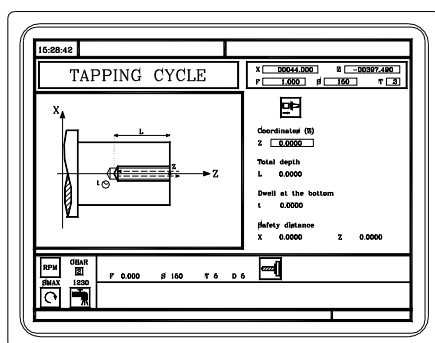 15:28:42
TAPPING CYCLE
X 00044.000 Z -00397.490
F 1.000 S 150 T 3
X
L
Z
Z
t
Coordinates (Z)
Z 0.0000
Total depth
L 0.0000
Dwell at the bottom
t 0.0000
Safety distance
X 0.0000 Z 0.0000
RPM
CHAR
2
SMAX 1230
F 0.000 S 150 T 5 D 5